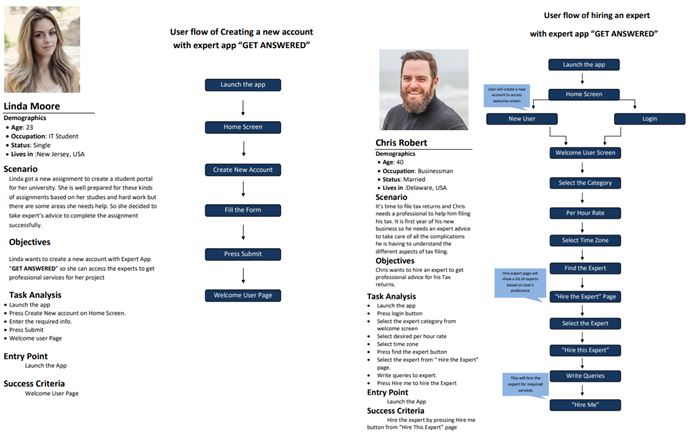 User flow of Creating a new account
with expert app “GET ANSWERED”
Linda Moore
Demographics
• Age: 23
• Occupation: IT Student
• Status: Single
• Lives in :New Jersey, USA
Scenario
Linda got a new assignment to create a student portal
for her university. She is well prepared for these kinds
of assignments based on her studies and hard work but
there are some areas she needs help. So she decided to
take expert’s advice to complete the assignment
successfully.
Objectives
Linda wants to create a new account with Expert App
“GET ANSWERED” so she can access the experts to get
professional services for her project
Task Analysis
• Launch the app
• Press Create New account on Home Screen.
• Enter the required info.
• Press Submit
• Welcome user Page
Entry Point
Launch the App
Success Criteria
Welcome User Page
Launch the app
Home Screen
Create New Account
Fill the Form
Press Submit
Welcome User Page
User flow of hiring an expert
with expert app “GET ANSWERED”
Chris Robert
Demographics
• Age: 40
• Occupation: Businessman
• Status: Married
• Lives in :Delaware, USA
Scenario
It’s time to file tax returns and Chris
needs a professional to help him filing
his tax. It is first year of his new
business so he needs an expert advice
to take care of all the complications
he is having to understand the
different aspects of tax filing.
Objectives
Chris wants to hire an expert to get
professional advice for his Tax
returns.
Task Analysis
• Launch the app
• Press login button
• Select the expert category from
welcome screen
• Select desired per hour rate
• Select time zone
• Press find the expert button
• Select the expert from “ Hire the Expert”
page.
• Write queries to expert.
• Press Hire me to hire the Expert
Entry Point
Launch the App
Success Criteria
Hire the expert by pressing Hire me
button from “Hire This Expert” page
Launch the app
User will create a new
account to access
welcome screen
Home Screen
New User
Login
Welcome User Screen
Select the Category
Per Hour Rate
Select Time Zone
Find the Expert
Hire expert page will
show a list of experts
based on User’s
preference
“Hire the Expert” Page
Select the Expert
“Hire this Expert”
Write Queries
This will hire the
expert for required
services
“Hire Me”